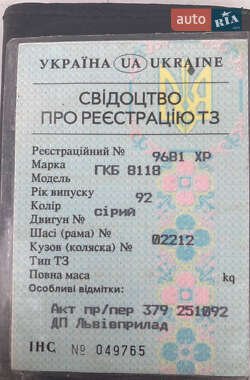 auto RIA.com
УКРАЇНА UA UKRAINE
СВІДОЦТВО
ПРО РЕЄСТРАЦІЮ ТЗ
Реєстраційний № 9681 ХР
Марка ГКБ 8118
Модель
Рік випуску 92
Колір сірий
Двигун №
Шасі (рама) № 02212
Кузов (коляска) №
Тип ТЗ
Повна маса kg
Особливі відмітки:
Акт пр/пер 379 251092
ДП Львівприлад
ІНС № 049765